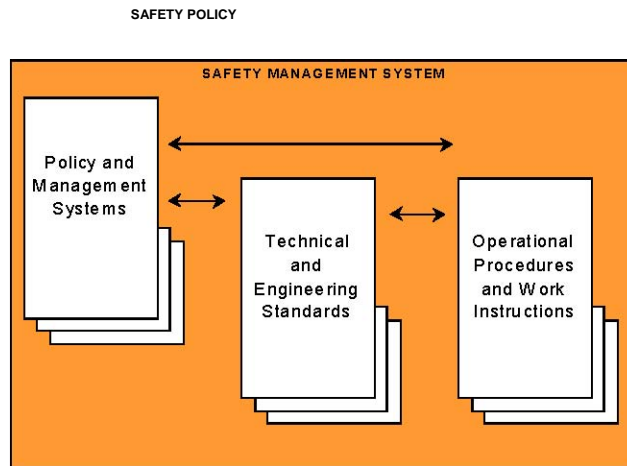 SAFETY POLICY
SAFETY MANAGEMENT SYSTEM
Policy and
Management
Systems
Technical
and
Engineering
Standards
Operational
Procedures
and Work
Instructions